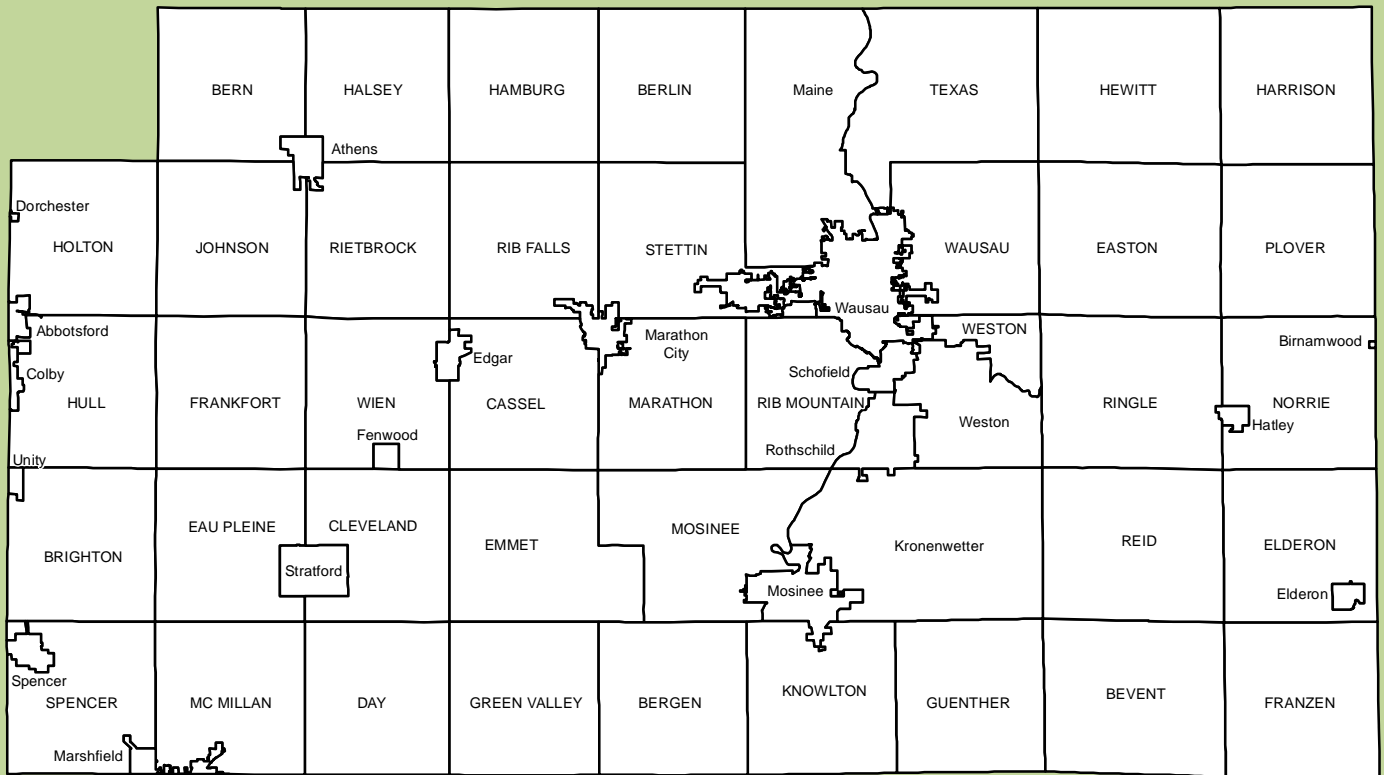 BERN
HALSEY
HAMBURG
BERLIN
Maine
TEXAS
HEWITT
HARRISON
Athens
Dorchester
HOLTON
JOHNSON
RIETBROCK
RIB FALLS
STETTIN
WAUSAU
EASTON
PLOVER
Abbotsford
Wausau
WESTON
Marathon
City
Birnamwood
Edgar
Colby
Schofield
HULL
FRANKFORT
WIEN
CASSEL
MARATHON
RIB MOUNTAIN
Weston
RINGLE
NORRIE
Hatley
Fenwood
Rothschild
Unity
EAU PLEINE
CLEVELAND
MOSINEE
BRIGHTON
EMMET
Kronenwetter
REID
ELDERON
Stratford
Mosinee
Elderon
Spencer
SPENCER
MC MILLAN
DAY
GREEN VALLEY
BERGEN
KNOWLTON
GUENTHER
BEVENT
FRANZEN
Marshfield